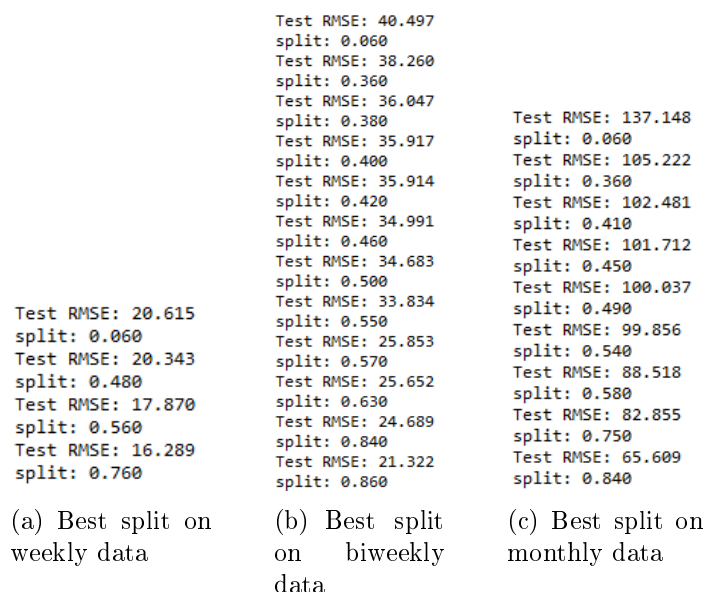 Test RMSE: 20.615
split: 0.060
Test RMSE: 20.343
split: 0.480
Test RMSE: 17.870
split: 0.560
Test RMSE: 16.289
split: 0.760
(a) Best split on
weekly data
Test RMSE: 40.497
split: 0.060
Test RMSE: 38.260
split: 0.360
Test RMSE: 36.047
split: 0.380
Test RMSE: 35.917
split: 0.400
Test RMSE: 35.914
split: 0.420
Test RMSE: 34.991
split: 0.460
Test RMSE: 34.683
split: 0.500
Test RMSE: 33.834
split: 0.550
Test RMSE: 25.853
split: 0.570
Test RMSE: 25.652
split: 0.630
Test RMSE: 24.689
split: 0.840
Test RMSE: 21.322
split: 0.860
(b) Best split
on biweekly
data
Test RMSE: 137.148
split: 0.060
Test RMSE: 105.222
split: 0.360
Test RMSE: 102.481
split: 0.410
Test RMSE: 101.712
split: 0.450
Test RMSE: 100.037
split: 0.490
Test RMSE: 99.856
split: 0.540
Test RMSE: 88.518
split: 0.580
Test RMSE: 82.855
split: 0.750
Test RMSE: 65.609
split: 0.840
(c) Best split on
monthly data